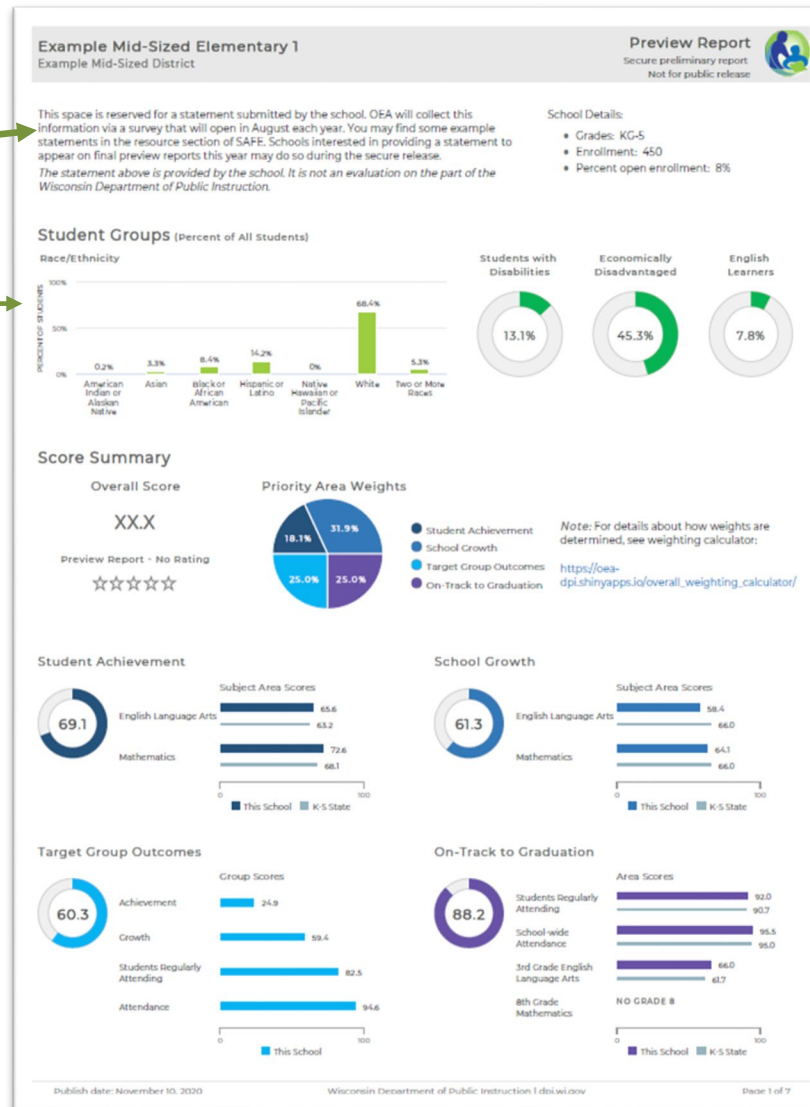 Example Mid-Sized Elementary 1
Example Mid-Sized District
Preview Report
Secure preliminary report
Not for public release
This space is reserved for a statement submitted by the school. OEA will collect this
information via a survey that will open in August each year. You may find some example
statements in the resource section of SAFE. Schools interested in providing a statement to
appear on final preview reports this year may do so during the secure release.
The statement above is provided by the school. It is not an evaluation on the part of the
Wisconsin Department of Public Instruction.
School Details:
• Grades: KG-5
• Enrollment: 450
• Percent open enrollment: 8%
Student Groups (Percent of All Students)
Race/Ethnicity
PERCENT OF STUDENTS
100%
50%
0%
0.2%
3.3%
8.4%
14.2%
0%
68.4%
5.3%
American
Indian or
Alaskan
Native
Asian
Black or
African
American
Hispanic or
Latino
Native
Hawaiian or
Pacific
Islander
White
Two or More
Races
Students with
Disabilities
13.1%
Economically
Disadvantaged
45.3%
English
Learners
7.8%
Score Summary
Overall Score
XX.X
Preview Report - No Rating
Priority Area Weights
18.1%
31.9%
25.0%
25.0%
Student Achievement
School Growth
Target Group Outcomes
On-Track to Graduation
Note: For details about how weights are
determined, see weighting calculator:
https://oea-
dpi.shinyapps.io/overall_weighting_calculator/
Student Achievement
69.1
Subject Area Scores
English Language Arts
65.6
63.2
Mathematics
72.6
68.1
0
100
This School
K-5 State
School Growth
61.3
Subject Area Scores
English Language Arts
58.4
66.0
Mathematics
64.1
66.0
0
100
This School
K-5 State
Target Group Outcomes
60.3
Group Scores
Achievement
24.9
Growth
59.4
Students Regularly
Attending
82.5
Attendance
94.6
0
100
This School
On-Track to Graduation
88.2
Area Scores
Students Regularly
Attending
92.0
90.7
School-wide
Attendance
95.5
95.0
3rd Grade English
Language Arts
66.0
61.7
8th Grade
Mathematics
NO GRADE 8
0
100
This School
K-5 State
Publish date: November 10, 2020
Wisconsin Department of Public Instruction | dpi.wi.gov
Page 1 of 7